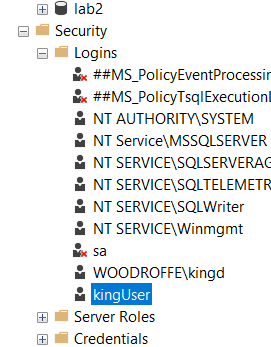 lab2
Security
Logins
##MS_PolicyEventProcessin
##MS_PolicyTsqlExecutionL
NT AUTHORITY\SYSTEM
NT Service\MSSQLSERVER
NT SERVICE\SQLSERVERAG
NT SERVICE\SQLTELEMETR
NT SERVICE\SQLWriter
NT SERVICE\Winmgmt
sa
WOODROFFE\kingd
kingUser
Server Roles
Credentials